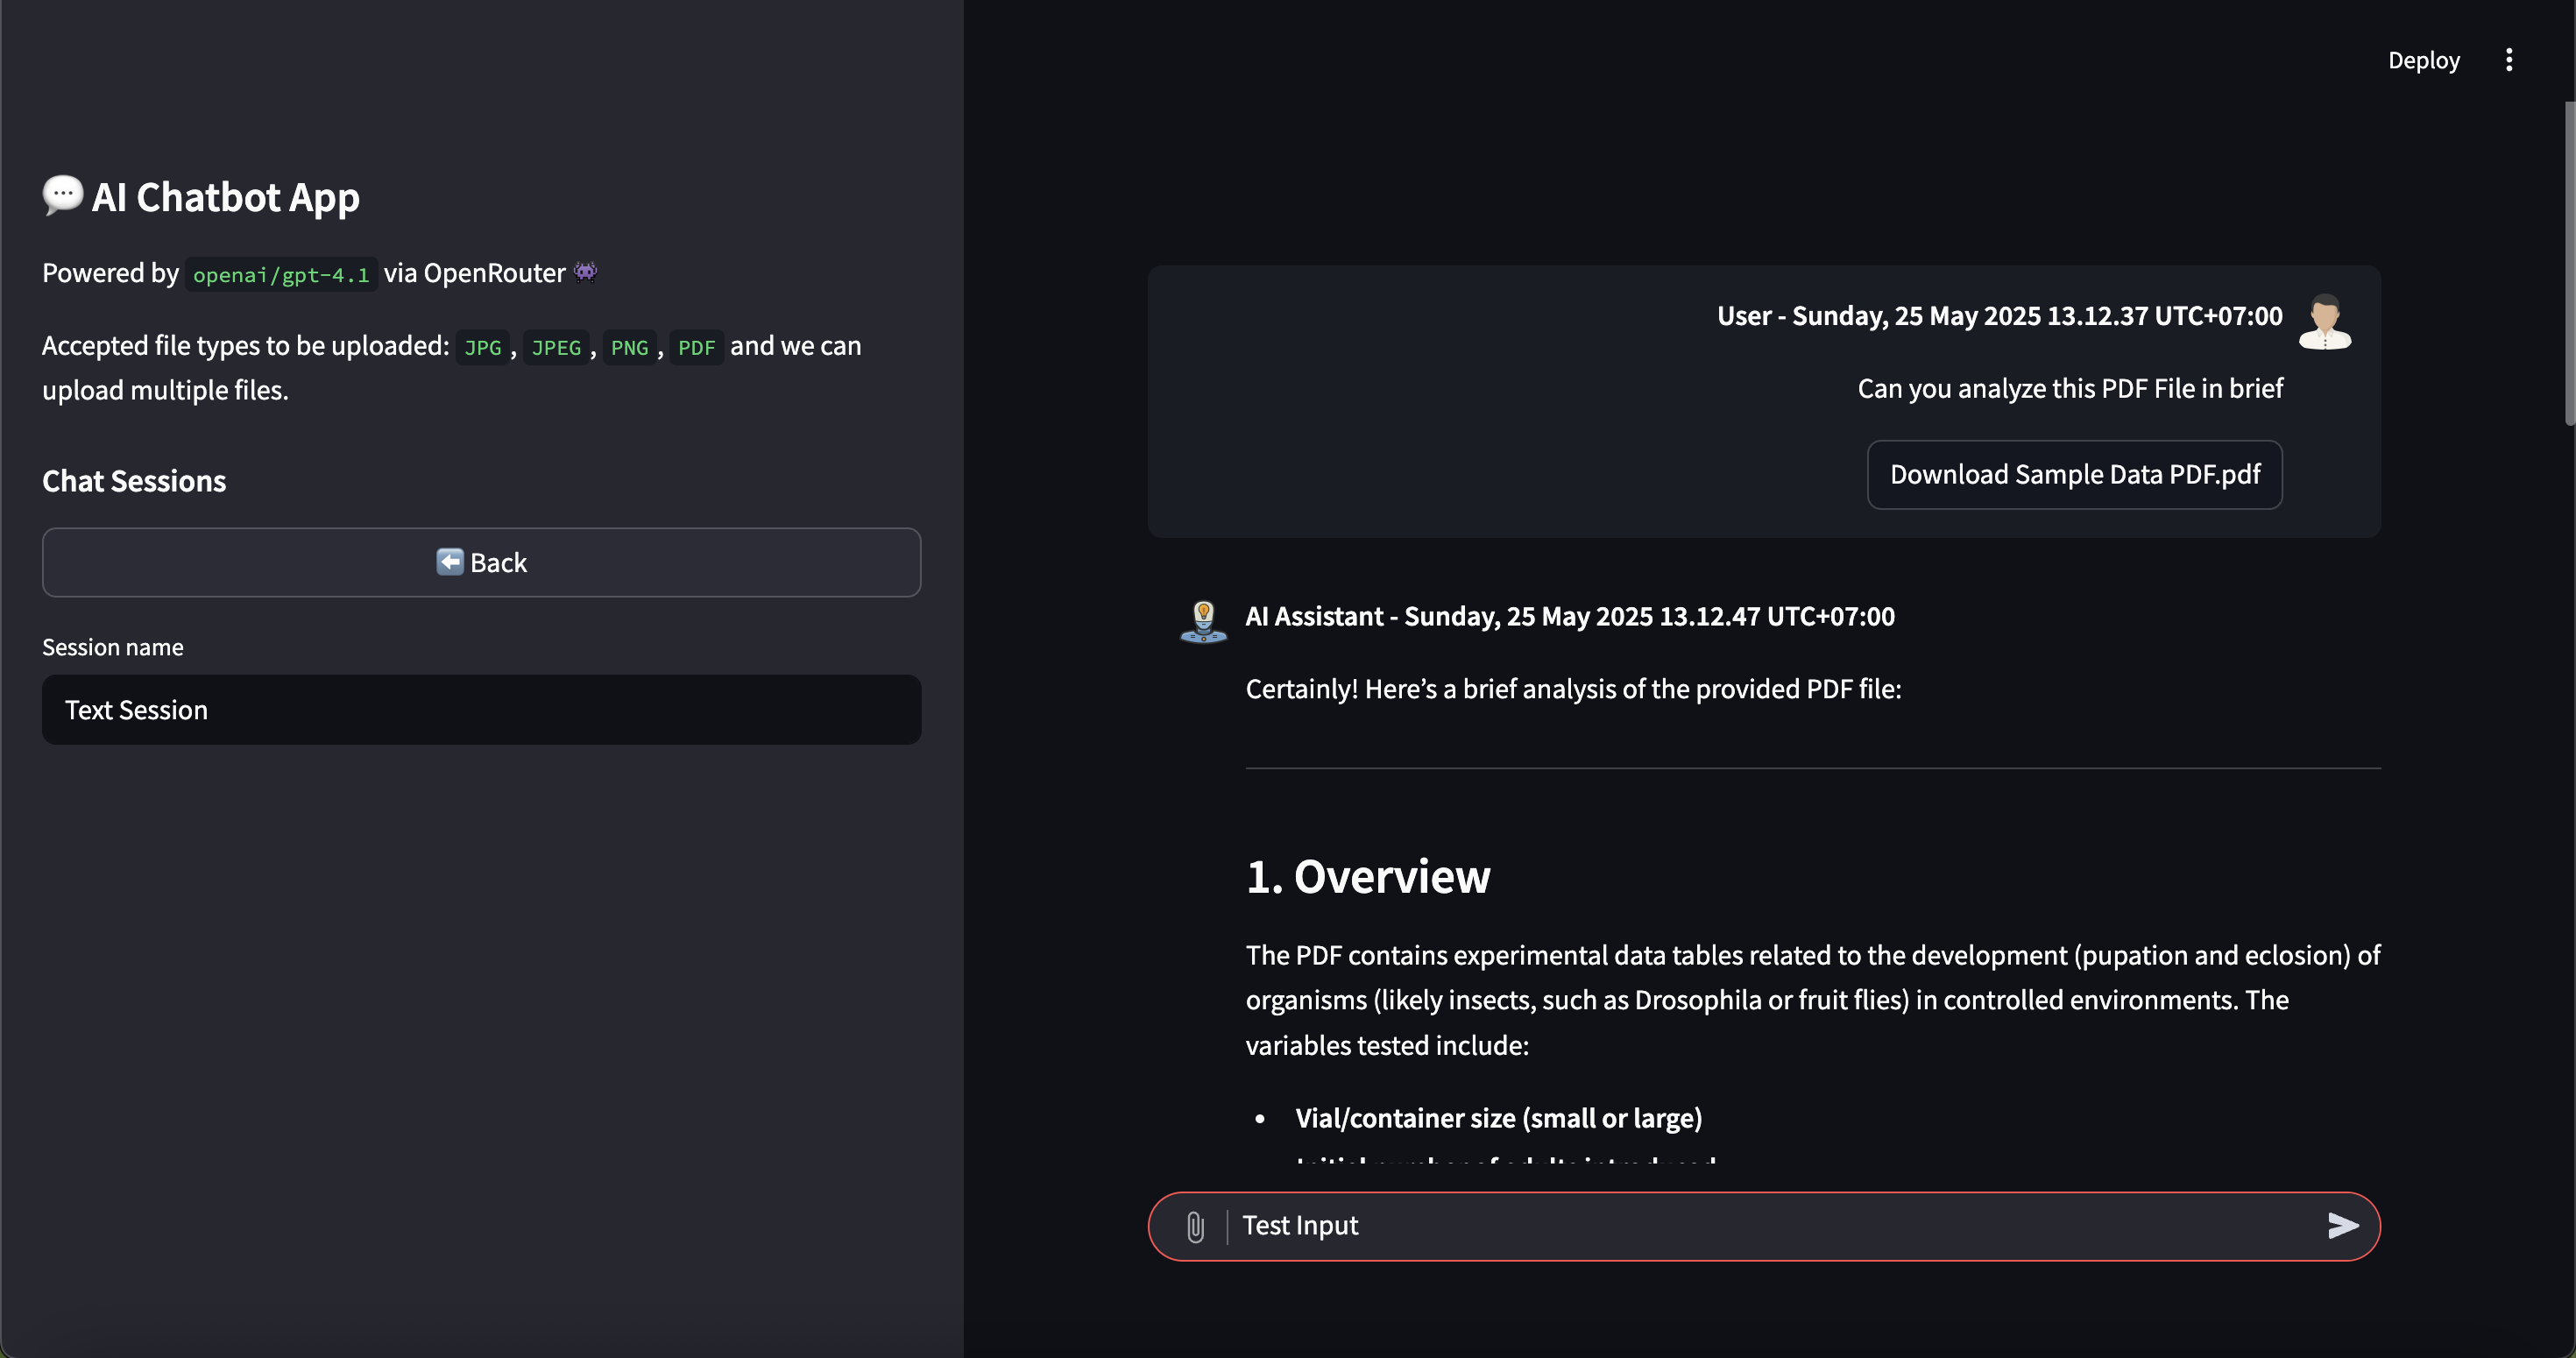 Deploy
💬 AI Chatbot App
Powered by openai/gpt-4.1 via OpenRouter 👾
Accepted file types to be uploaded: JPG, JPEG, PNG, PDF and we can
upload multiple files.
Chat Sessions
⬅️ Back
Session name
Text Session
User - Sunday, 25 May 2025 13.12.37 UTC+07:00
Can you analyze this PDF File in brief
Download Sample Data PDF.pdf
AI Assistant - Sunday, 25 May 2025 13.12.47 UTC+07:00
Certainly! Here’s a brief analysis of the provided PDF file:
1. Overview
The PDF contains experimental data tables related to the development (pupation and eclosion) of
organisms (likely insects, such as Drosophila or fruit flies) in controlled environments. The
variables tested include:
• Vial/container size (small or large)
Initial number of adults introduced
Test Input